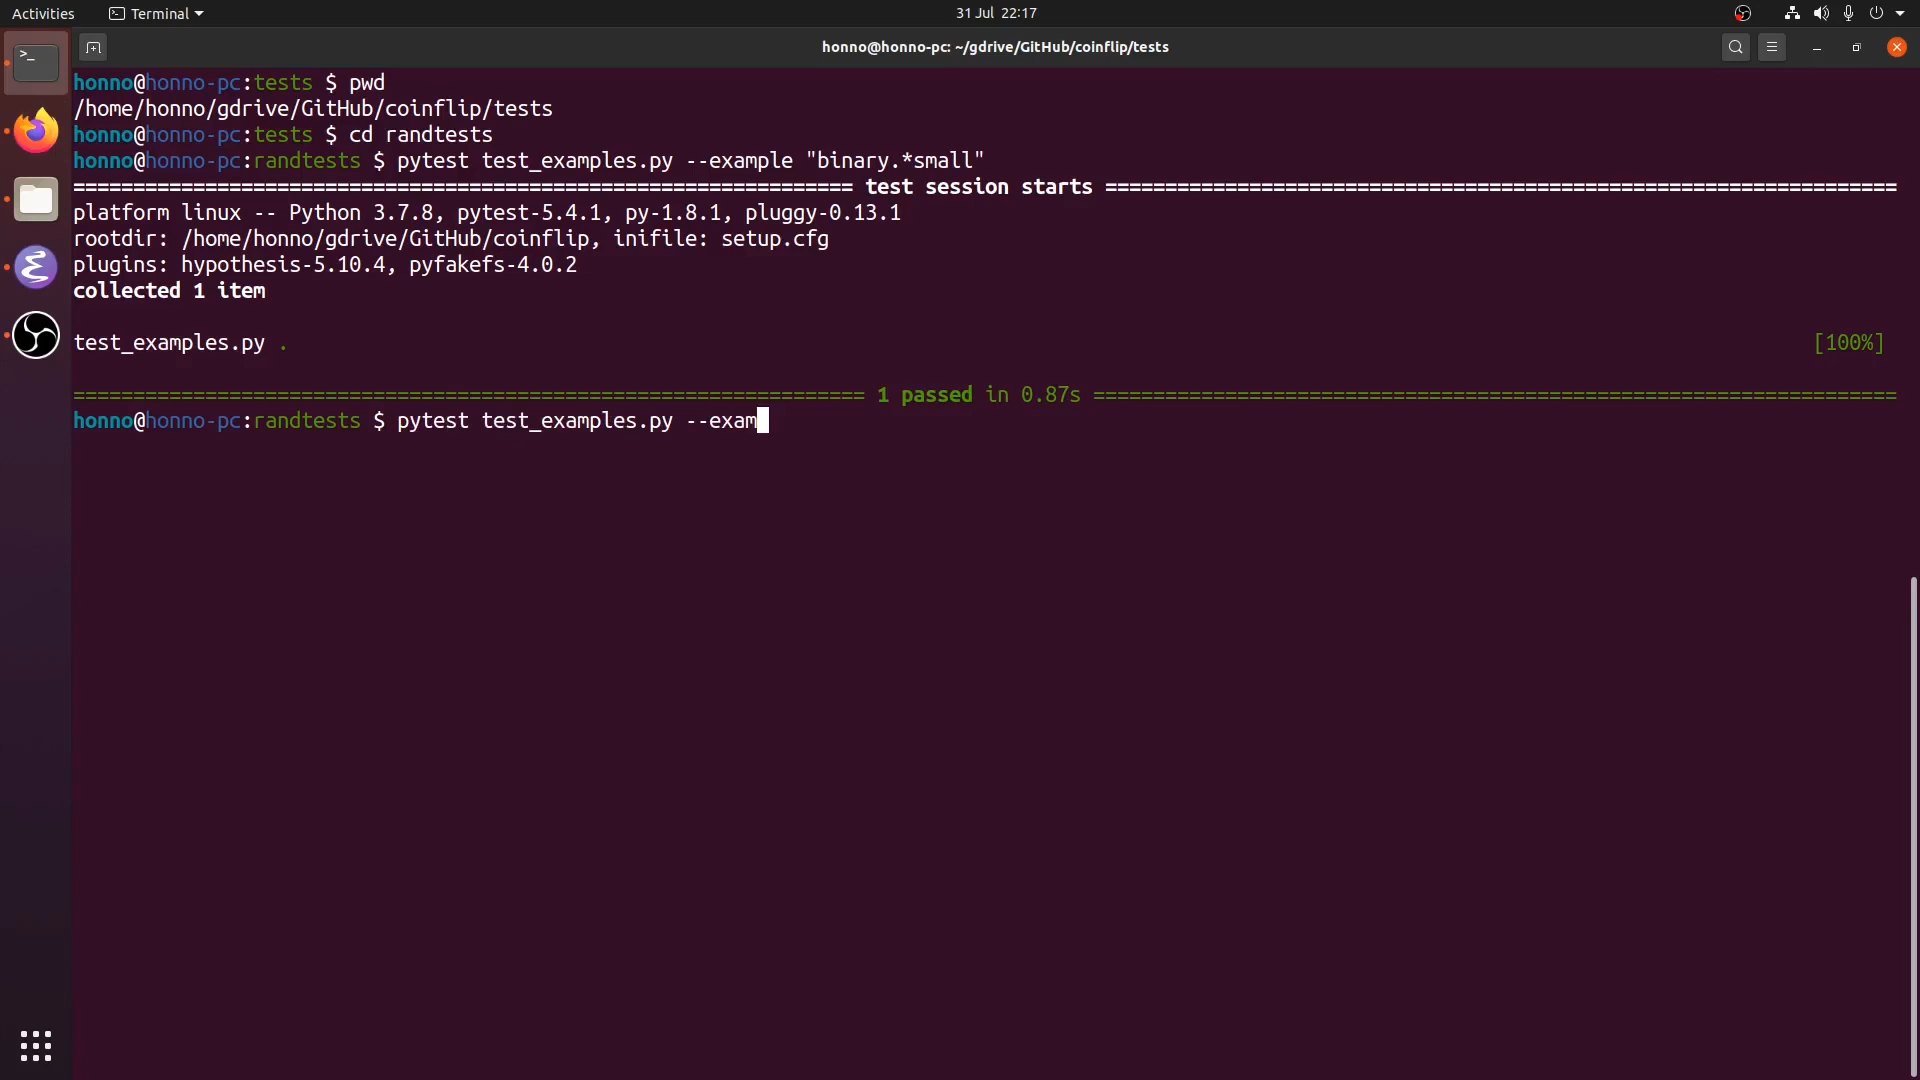 Activities
Terminal
31 Jul 22:17
honno@honno-pc: ~/gdrive/GitHub/coinflip/tests
honno@honno-pc:tests $ pwd
/home/honno/gdrive/GitHub/coinflip/tests
honno@honno-pc:tests $ cd randtests
honno@honno-pc:randtests $ pytest test_examples.py --example "binary.*small"
================================================================= test session starts ==================================================================
platform linux -- Python 3.7.8, pytest-5.4.1, py-1.8.1, pluggy-0.13.1
rootdir: /home/honno/gdrive/GitHub/coinflip, inifile: setup.cfg
plugins: hypothesis-5.10.4, pyfakefs-4.0.2
collected 1 item
test_examples.py . [100%]
================================================================== 1 passed in 0.87s ===================================================================
honno@honno-pc:randtests $ pytest test_examples.py --exam